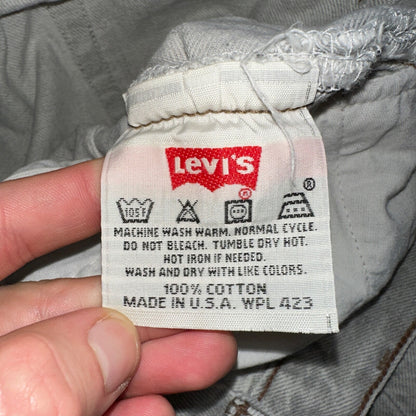 LEVI'S
®
105°F
®
MACHINE WASH WARM. NORMAL CYCLE.
DO NOT BLEACH. TUMBLE DRY HOT.
HOT IRON IF NEEDED.
WASH AND DRY WITH LIKE COLORS.
100% COTTON
MADE IN U.S.A. WPL 423